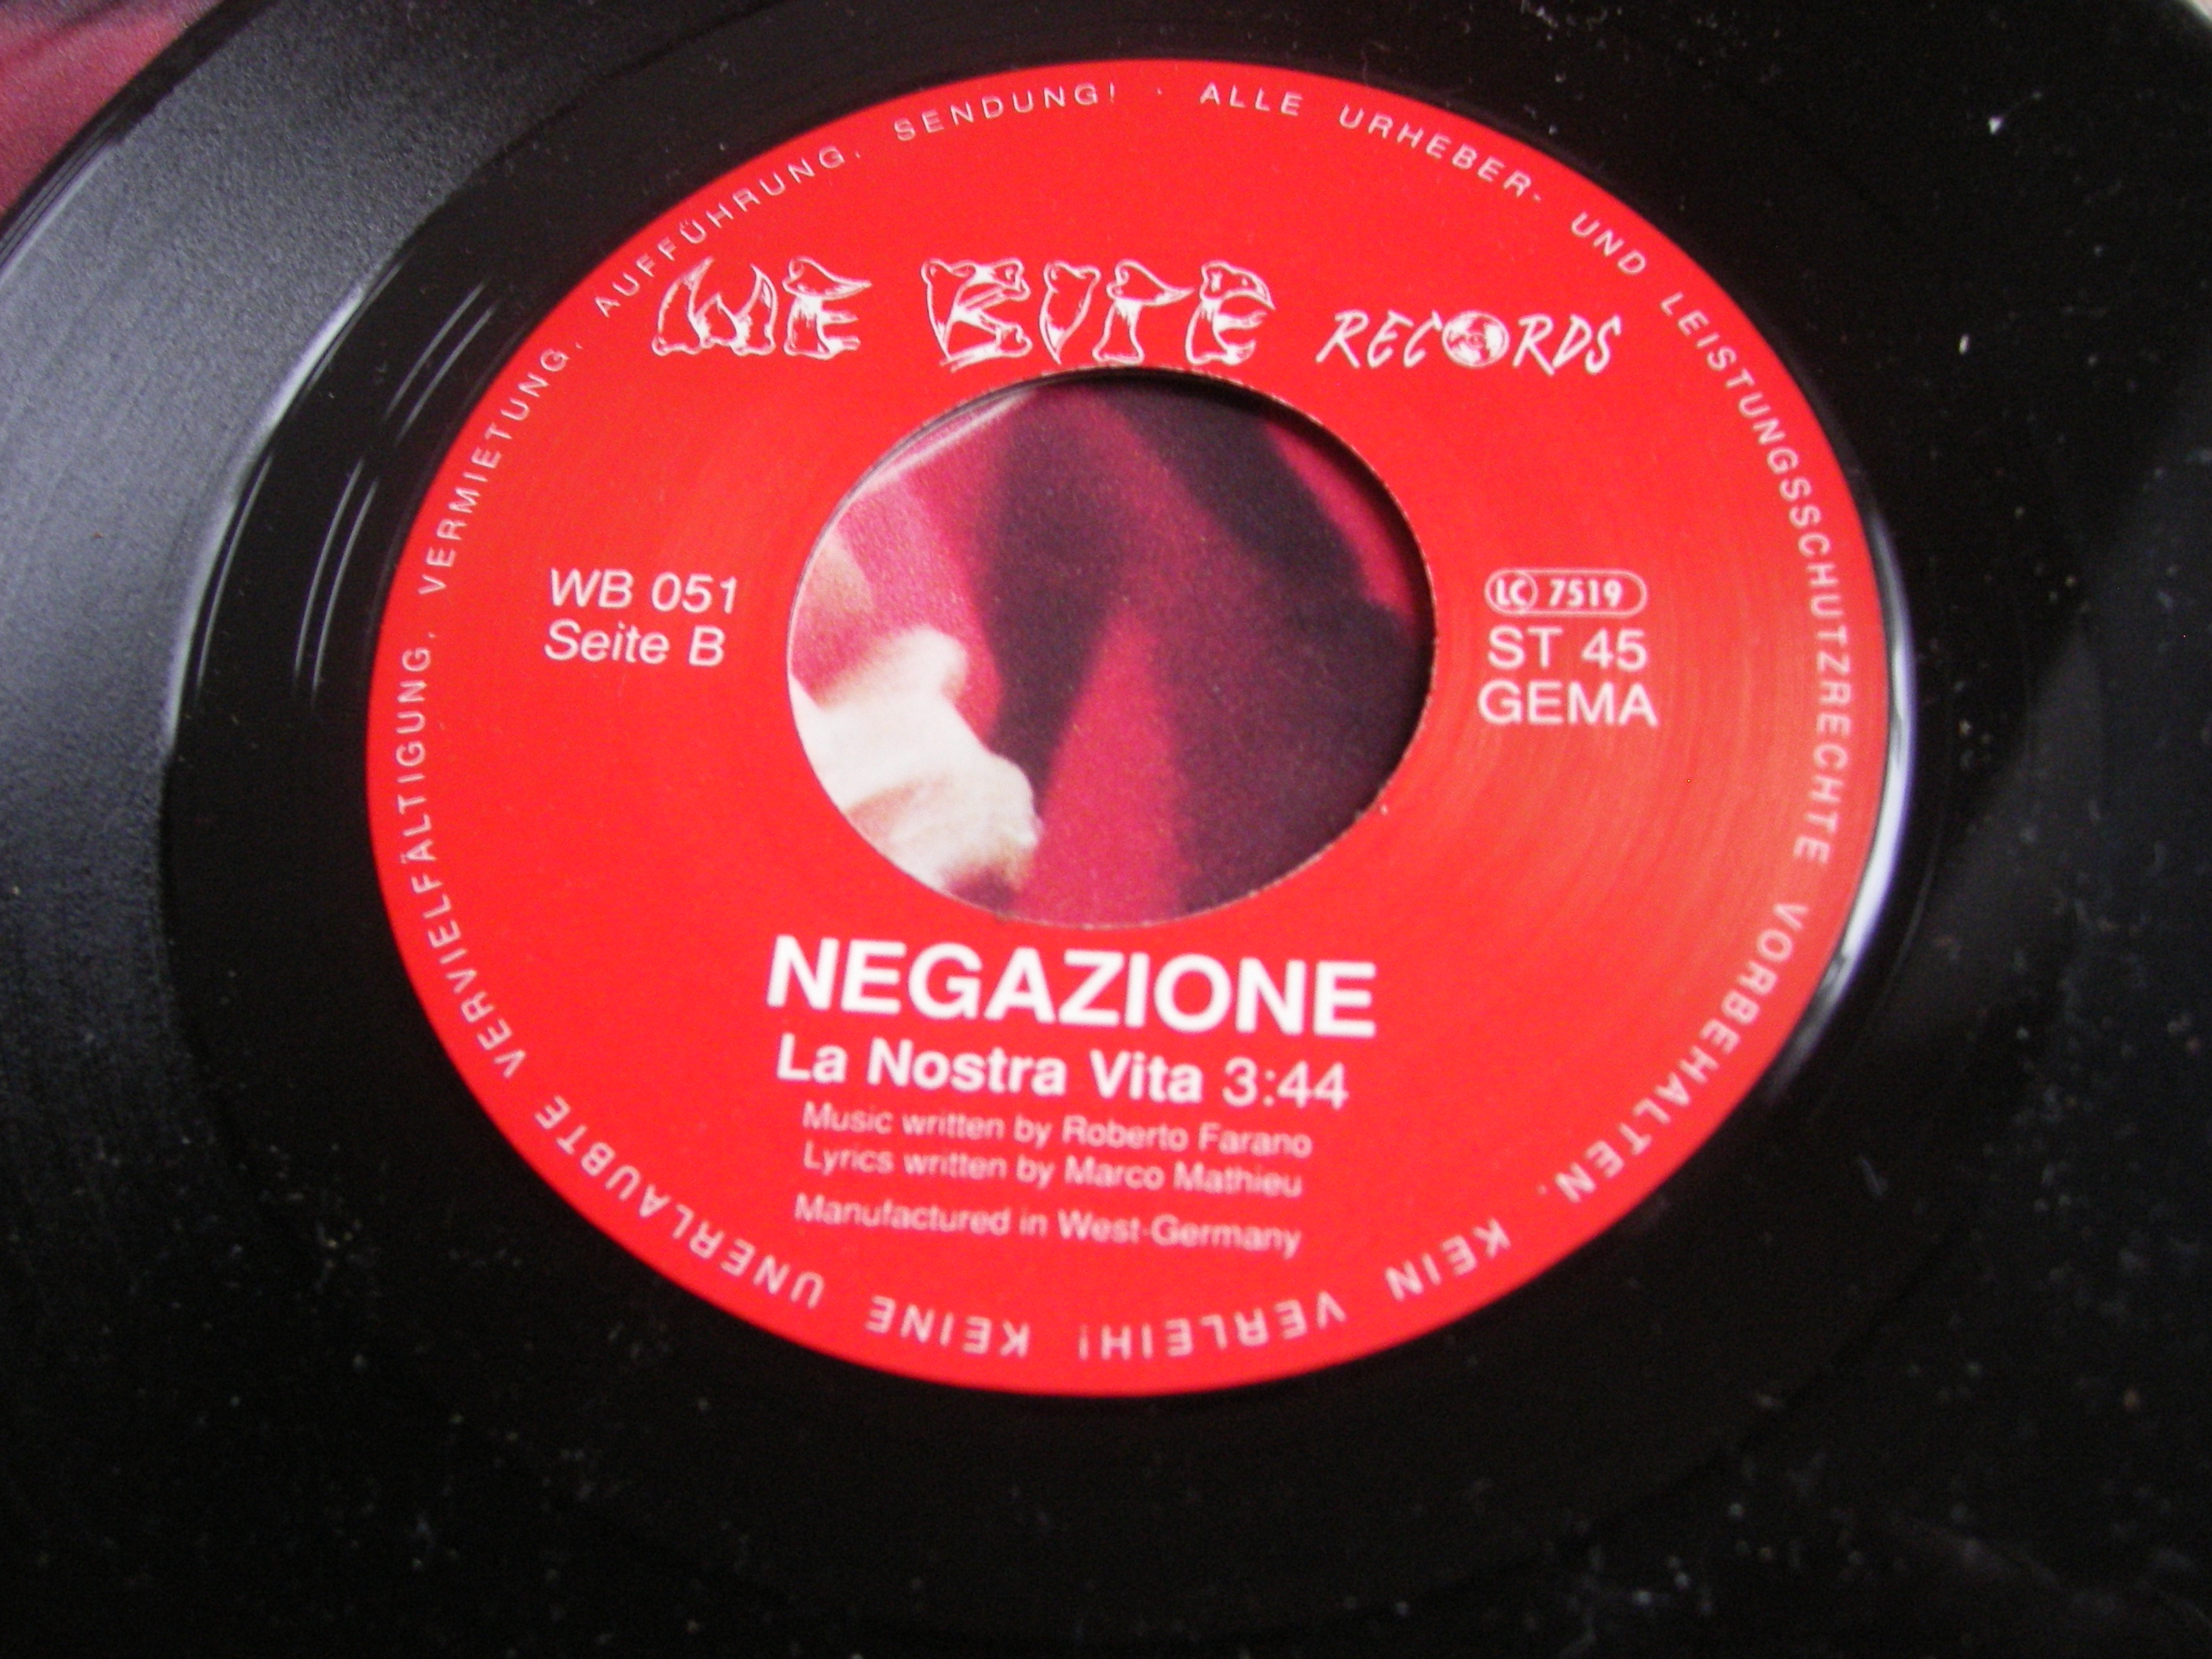 ALLE URHEBER- UND LEISTUNGSSCHUTZRECHTE VORBEHALTEN. KEIN VERLEIH! KEINE UNERLAUBTE VERVIELFÄLTIGUNG, VERMIETUNG, AUFFÜHRUNG, SENDUNG! ·
WE BITE RECORDS
WB 051
Seite B
LC 7519
ST 45
GEMA
NEGAZIONE
La Nostra Vita 3:44
Music written by Roberto Farano
Lyrics written by Marco Mathieu
Manufactured in West-Germany